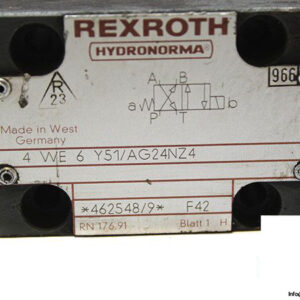 REXROTH
HYDRONORMA®
A
R
23
A B
a b
P T
966
Made in West
Germany
4 WE 6 Y51/AG24NZ4
*462548/9* F42
RN 176.91 Blatt 1 H